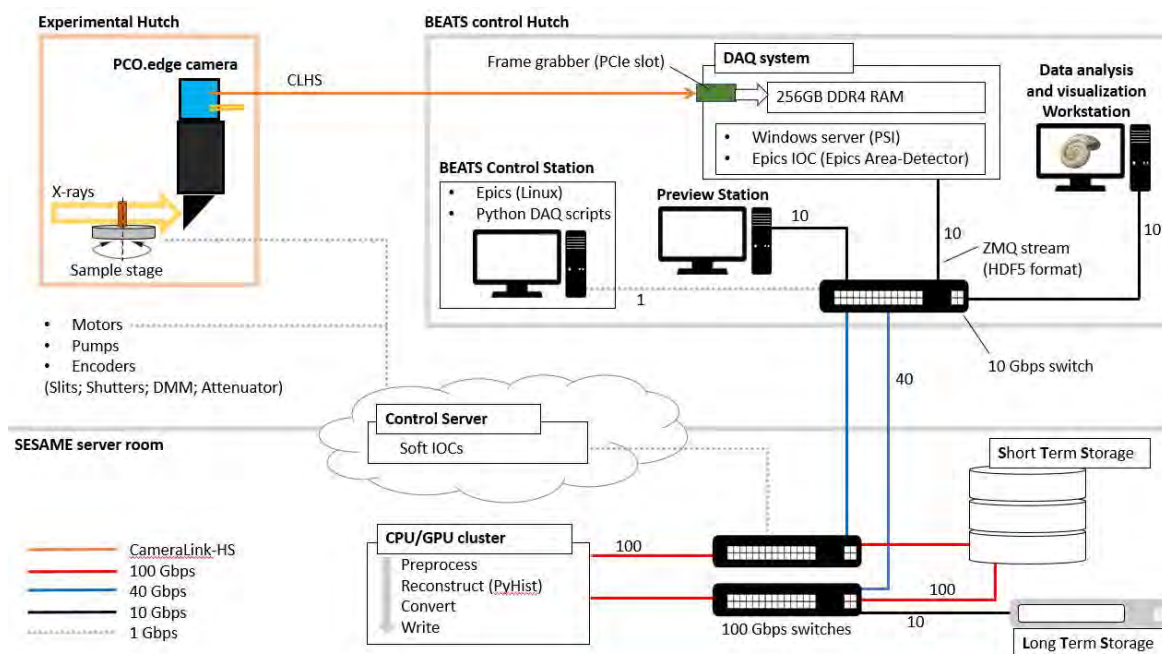 Experimental Hutch
BEATS control Hutch
PCO.edge camera
CLHS
Frame grabber (PCIe slot)
DAQ system
256GB DDR4 RAM
• Windows server (PSI)
• Epics IOC (Epics Area-Detector)
Data analysis
and visualization
Workstation
X-rays
Sample stage
BEATS Control Station
• Epics (Linux)
• Python DAQ scripts
Preview Station
10
10
10
ZMQ stream
(HDF5 format)
1
• Motors
• Pumps
• Encoders
(Slits; Shutters; DMM; Attenuator)
40
10 Gbps switch
Control Server
Soft IOCs
SESAME server room
Short Term Storage
CameraLink-HS
100 Gbps
40 Gbps
10 Gbps
1 Gbps
CPU/GPU cluster
Preprocess
Reconstruct (PyHist)
Convert
Write
100
100
10
100 Gbps switches
Long Term Storage